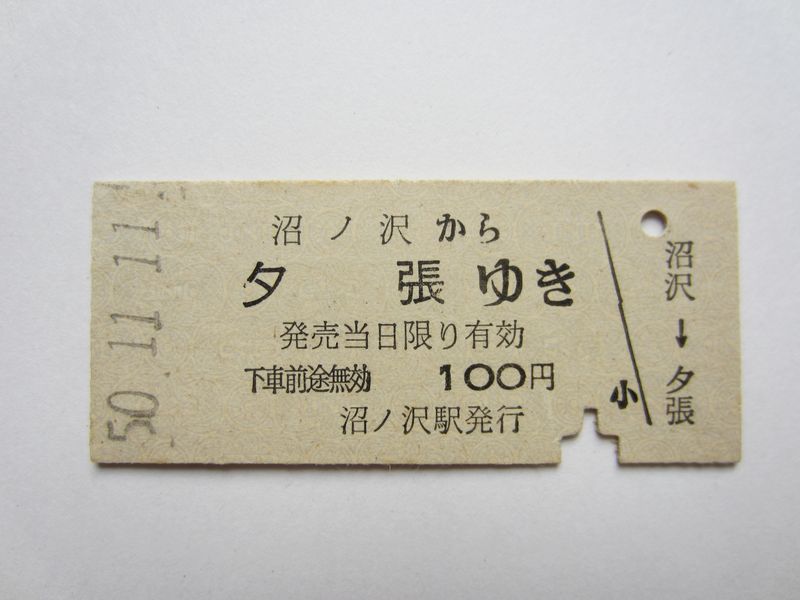 50.11.11
沼ノ沢から
夕張ゆき
発売当日限り有効
下車前途無効 100円
沼ノ沢駅発行
小
沼沢→夕張